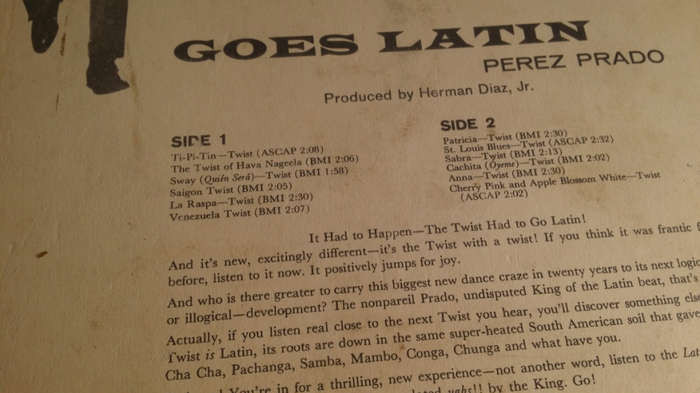 GOES LATIN
PEREZ PRADO
Produced by Herman Diaz, Jr.
SIDE 1
Ti-Pi-Tin—Twist (ASCAP 2:08)
The Twist of Hava Nageela (BMI 2:06)
Sway (Quién Será)—Twist (BMI 1:58)
Saigon Twist (BMI 2:05)
La Raspa—Twist (BMI 2:30)
Venezuela Twist (BMI 2:07)
SIDE 2
Patricia—Twist (BMI 2:30)
St. Louis Blues—Twist (ASCAP 2:32)
Sabra—Twist (BMI 2:13)
Cachita (Óyeme)—Twist (BMI 2:02)
Anna—Twist (BMI 2:30)
Cherry Pink and Apple Blossom White—Twist
(ASCAP 2:02)
It Had to Happen—The Twist Had to Go Latin!
And it's new, excitingly different—it's the Twist with a twist! If you think it was frantic
before, listen to it now. It positively jumps for joy.
And who is there greater to carry this biggest new dance craze in twenty years to its next logic
or illogical—development? The nonpareil Prado, undisputed King of the Latin beat, that's
Actually, if you listen real close to the next Twist you hear, you'll discover something else
Twist is Latin, its roots are down in the same super-heated South American soil that gave
Cha Cha, Pachanga, Samba, Mambo, Conga, Chunga and what have you.
You're in for a thrilling, new experience—not another word, listen to the Lat
ughs!! by the King. Go!